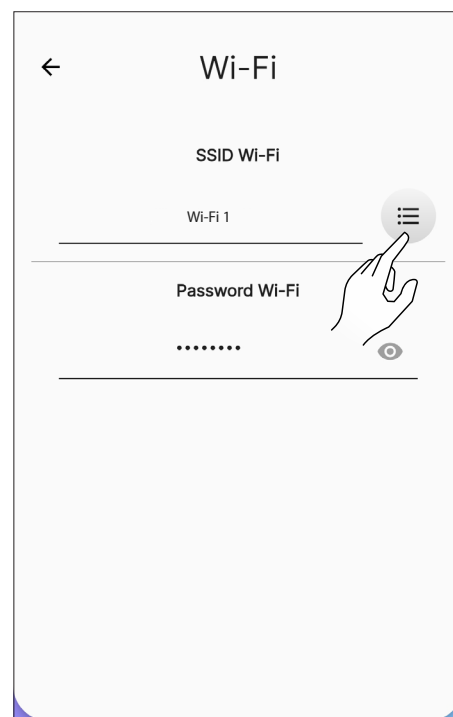 Wi-Fi
SSID Wi-Fi
Wi-Fi 1
Password Wi-Fi
••••••••